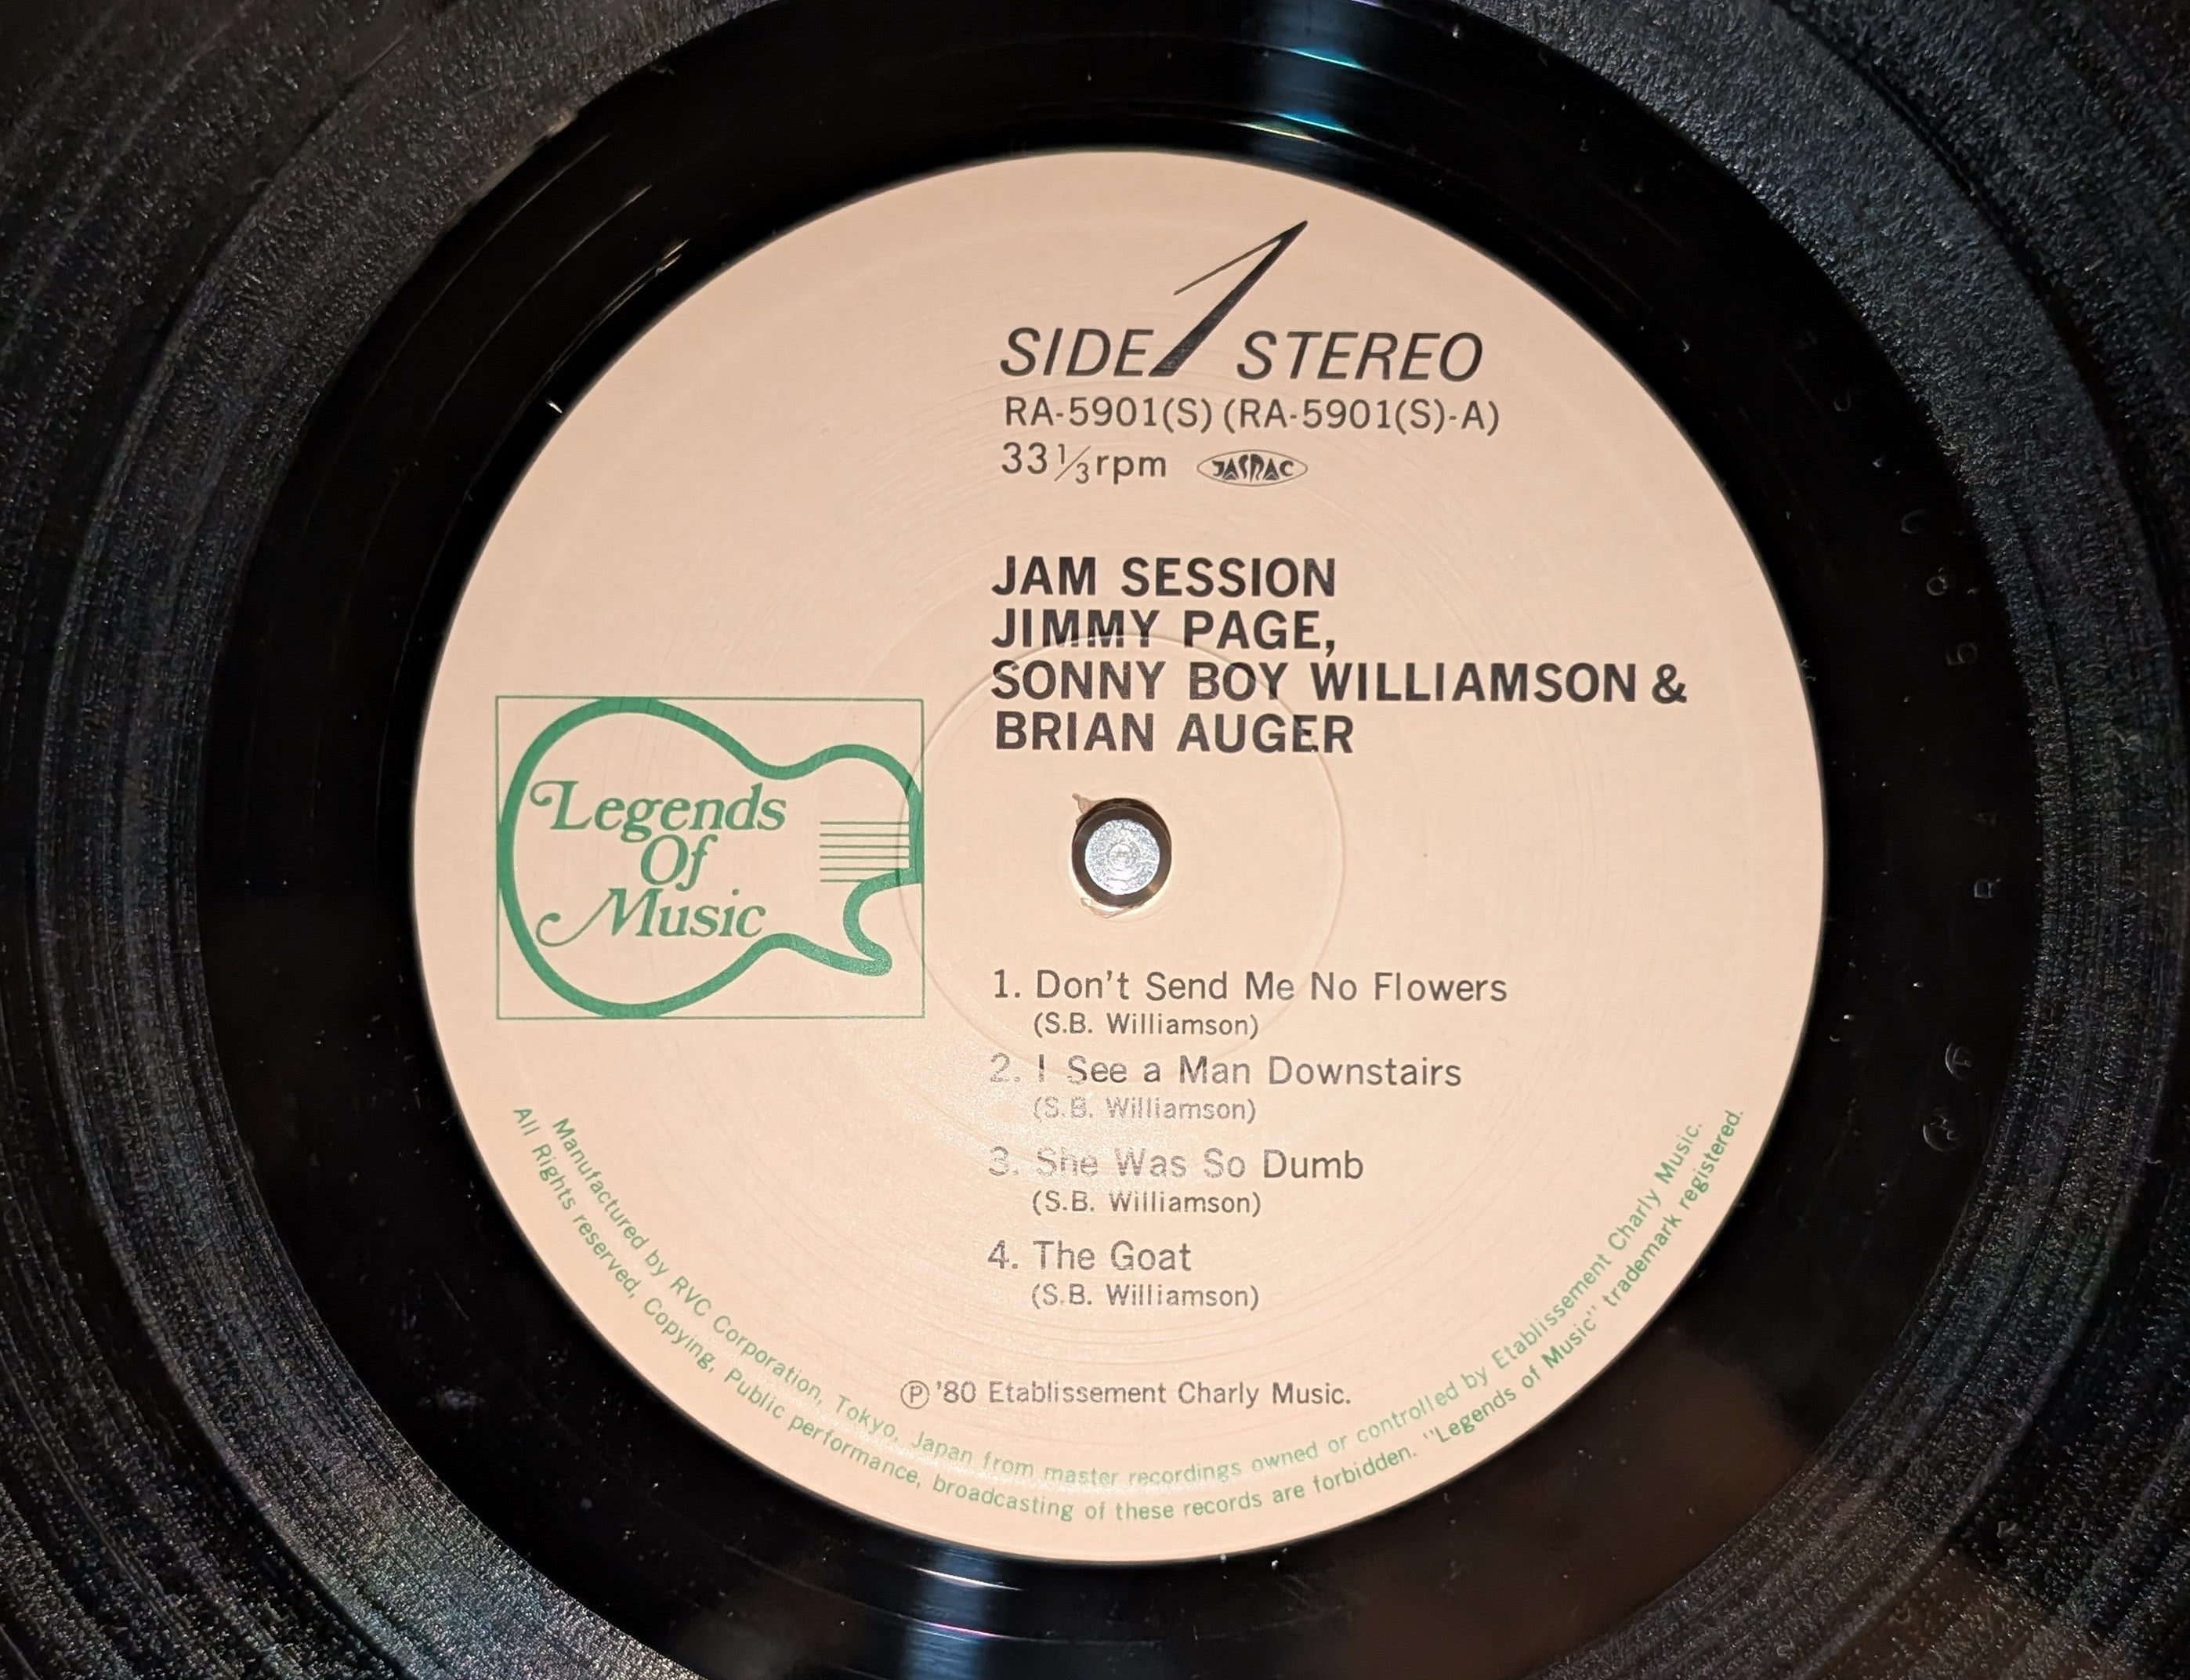 SIDE 1 STEREO
RA-5901(S) (RA-5901(S)-A)
33 1/3 rpm JASRAC
JAM SESSION
JIMMY PAGE,
SONNY BOY WILLIAMSON &
BRIAN AUGER
Legends
Of
Music
1. Don't Send Me No Flowers
(S.B. Williamson)
2. I See a Man Downstairs
(S.B. Williamson)
3. She Was So Dumb
(S.B. Williamson)
4. The Goat
(S.B. Williamson)
Ⓟ '80 Etablissement Charly Music.
Manufactured by RVC Corporation, Tokyo, Japan from master recordings owned or controlled by Etablissement Charly Music.
All Rights reserved, Copying, Public performance, broadcasting of these records are forbidden. "Legends of Music" trademark registered.